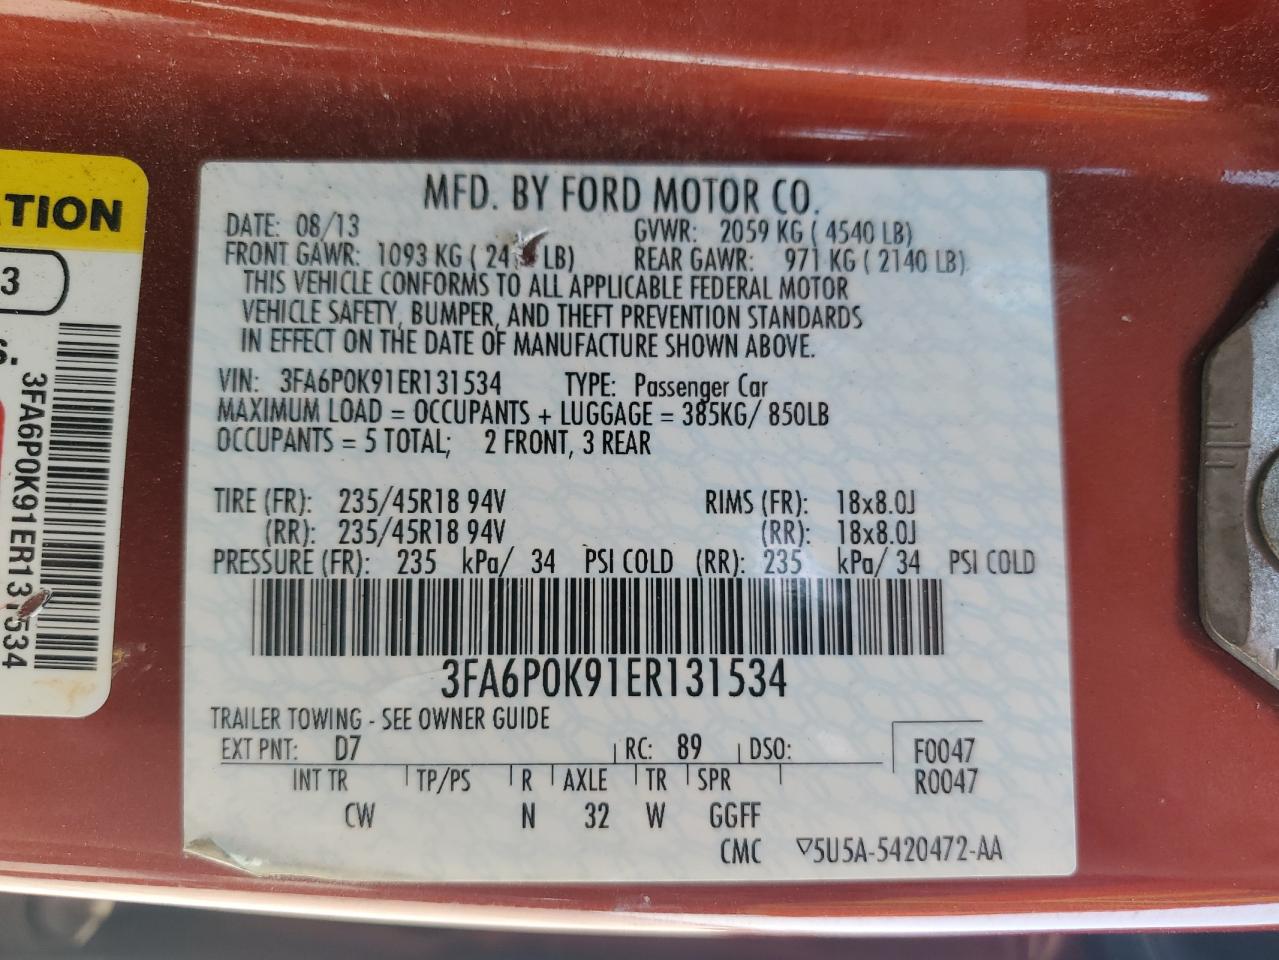 MFD. BY FORD MOTOR CO.
DATE: 08/13 GVWR: 2059 KG ( 4540 LB)
FRONT GAWR: 1093 KG ( 24 LB) REAR GAWR: 971 KG ( 2140 LB)
THIS VEHICLE CONFORMS TO ALL APPLICABLE FEDERAL MOTOR
VEHICLE SAFETY, BUMPER, AND THEFT PREVENTION STANDARDS
IN EFFECT ON THE DATE OF MANUFACTURE SHOWN ABOVE.
VIN: 3FA6P0K91ER131534 TYPE: Passenger Car
MAXIMUM LOAD = OCCUPANTS + LUGGAGE = 385KG/ 850LB
OCCUPANTS = 5 TOTAL; 2 FRONT, 3 REAR
TIRE (FR): 235/45R18 94V RIMS (FR): 18x8.0J
(RR): 235/45R18 94V (RR): 18x8.0J
PRESSURE (FR): 235 kPa/ 34 PSI COLD (RR): 235 kPa/ 34 PSI COLD
3FA6P0K91ER131534
TRAILER TOWING - SEE OWNER GUIDE
EXT PNT: D7 RC: 89 DSO: F0047
INT TR TP/PS R AXLE TR SPR R0047
CW N 32 W GGFF
CMC ▽5U5A-5420472-AA
ATION
3
S.
3FA6P0K91ER131534